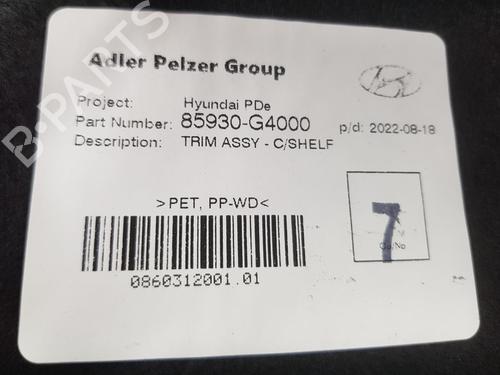 B-PARTS
Adler Pelzer Group
Project: Hyundai PDe
Part Number: 85930-G4000 p/d: 2022-08-18
Description: TRIM ASSY - C/SHELF
>PET, PP-WD<
7
0860312001.01